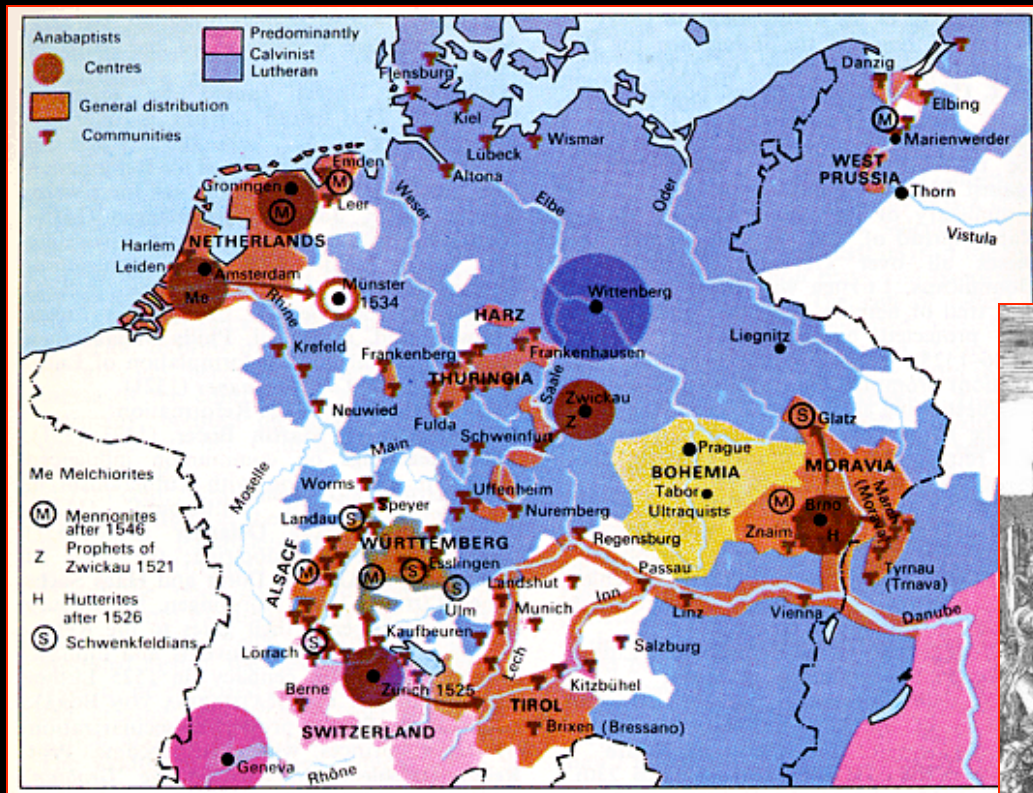 Anabaptists
Centres
General distribution
Communities
Predominantly
Calvinist
Lutheran
Flensburg
Kiel
Lübeck
Wismar
Altona
Danzig
Elbing
M
Marienwerder
WEST
PRUSSIA
Thorn
Vistula
Emden
Groningen
M
M
Leer
Weser
Elbe
Oder
NETHERLANDS
Harlem
Leiden
Amsterdam
Me
Rhine
Münster
1534
Wittenberg
HARZ
Liegnitz
Krefeld
Frankenberg
Frankenhausen
THURINGIA
Saale
Zwickau
Z
Neuwied
Fulda
Schweinfurt
S
Glatz
Main
Prague
BOHEMIA
MORAVIA
Moselle
Me Melchiorites
M Mennonites
after 1546
Z Prophets of
Zwickau 1521
H Hutterites
after 1526
S Schwenkfeldians
Worms
Speyer
Uffenheim
Tabor
Ultraquists
M
Brno
H
March
(Morava)
Landau
S
Nuremberg
Znaim
WÜRTTEMBERG
Regensburg
ALSACE
M
M
S
Esslingen
S
Passau
Tyrnau
(Trnava)
Landshut
Ulm
Inn
Munich
Linz
Vienna
Danube
S
Kaufbeuren
Lörrach
Lech
Salzburg
Berne
Zurich 1525
Kitzbühel
TIROL
SWITZERLAND
Brixen (Bressano)
Geneva
Rhône